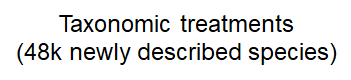 Taxonomic treatments
(48k newly described species)